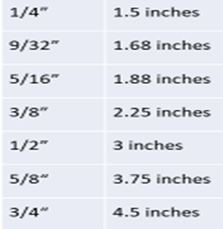 1/4″ 1.5 inches
9/32″ 1.68 inches
5/16″ 1.88 inches
3/8″ 2.25 inches
1/2″ 3 inches
5/8″ 3.75 inches
3/4″ 4.5 inches